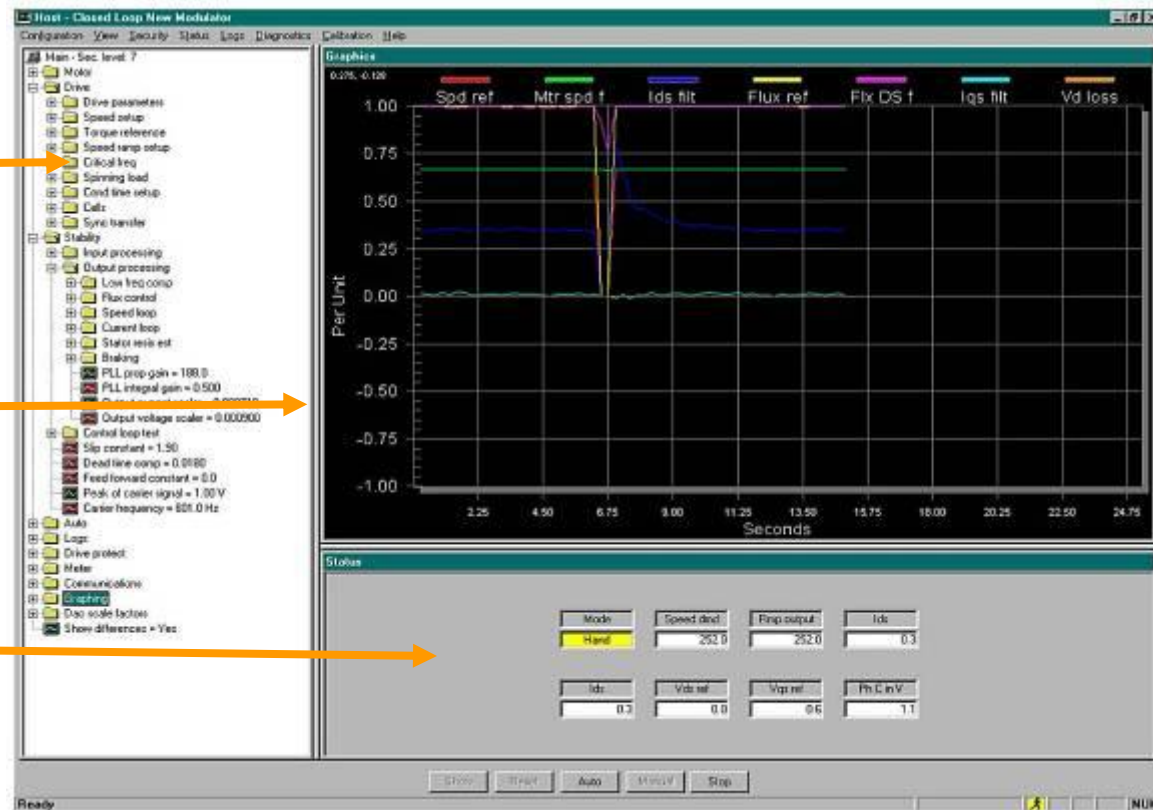 Host - Closed Loop New Modulator
Configuration View Security Status Logs Diagnostics Calibration Help
Main - Sec. level: 7
Motor
Drive
Drive parameters
Speed setup
Torque reference
Speed ramp setup
Critical freq
Spinning load
Cond time setup
Cells
Sync transfer
Stability
Input processing
Output processing
Low freq comp
Flux control
Speed loop
Current loop
Stator resis est
Braking
PLL prop gain = 188.0
PLL integral gain = 0.500
Output voltage scaler = 0.000900
Control loop test
Slip constant = 1.90
Dead time comp = 0.0180
Feed forward constant = 0.0
Peak of carrier signal = 1.00 V
Carrier frequency = 601.0 Hz
Auto
Logs
Drive protect
Meter
Communications
Graphing
Dac scale factors
Show differences = Yes
Graphics
0.275, -0.128
Spd ref Mtr spd f Ids filt Flux ref Flx DS f Iqs filt Vd loss
1.00
0.75
0.50
0.25
0.00
-0.25
-0.50
-0.75
-1.00
Per Unit
2.25 4.50 6.75 9.00 11.25 13.50 15.75 18.00 20.25 22.50 24.75
Seconds
Status
Mode Speed dmd Rmp output Ids
Hand 252.0 252.0 0.3
Ids Vds ref Vqs ref Ph C in V
0.3 0.0 0.6 1.1
Show Reset Auto Manual Stop
Ready
NUM